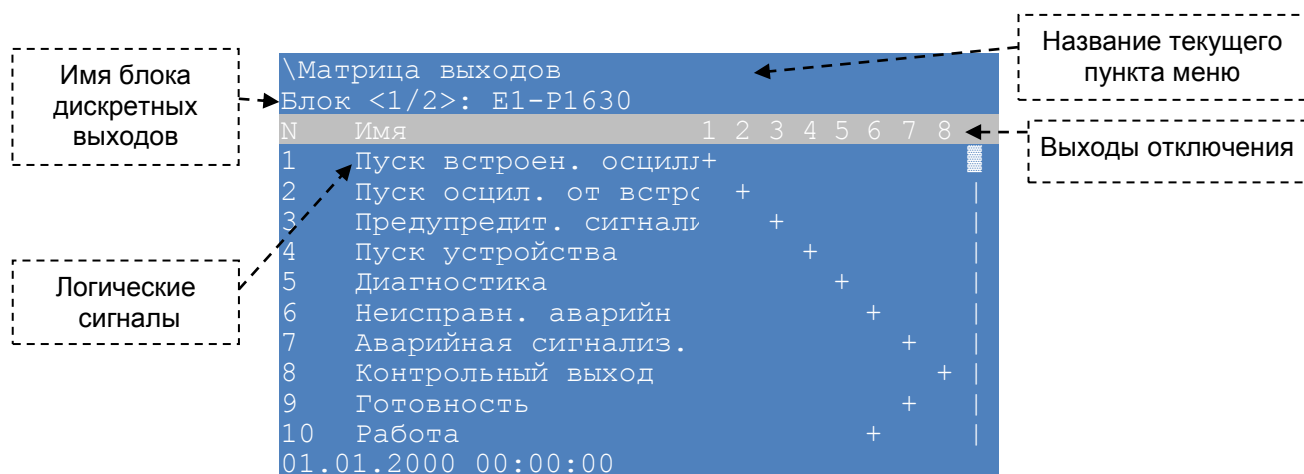 Название текущего
пункта меню
Имя блока
дискретных
выходов
\Матрица выходов
Блок <1/2>: E1-P1630
N Имя 1 2 3 4 5 6 7 8
Выходы отключения
1 Пуск встроен. осцилл+
2 Пуск осцил. от встро +
3 Предупредит. сигнали +
4 Пуск устройства +
5 Диагностика +
6 Неисправн. аварийн +
7 Аварийная сигнализ. +
8 Контрольный выход +
9 Готовность +
10 Работа +
01.01.2000 00:00:00
Логические
сигналы